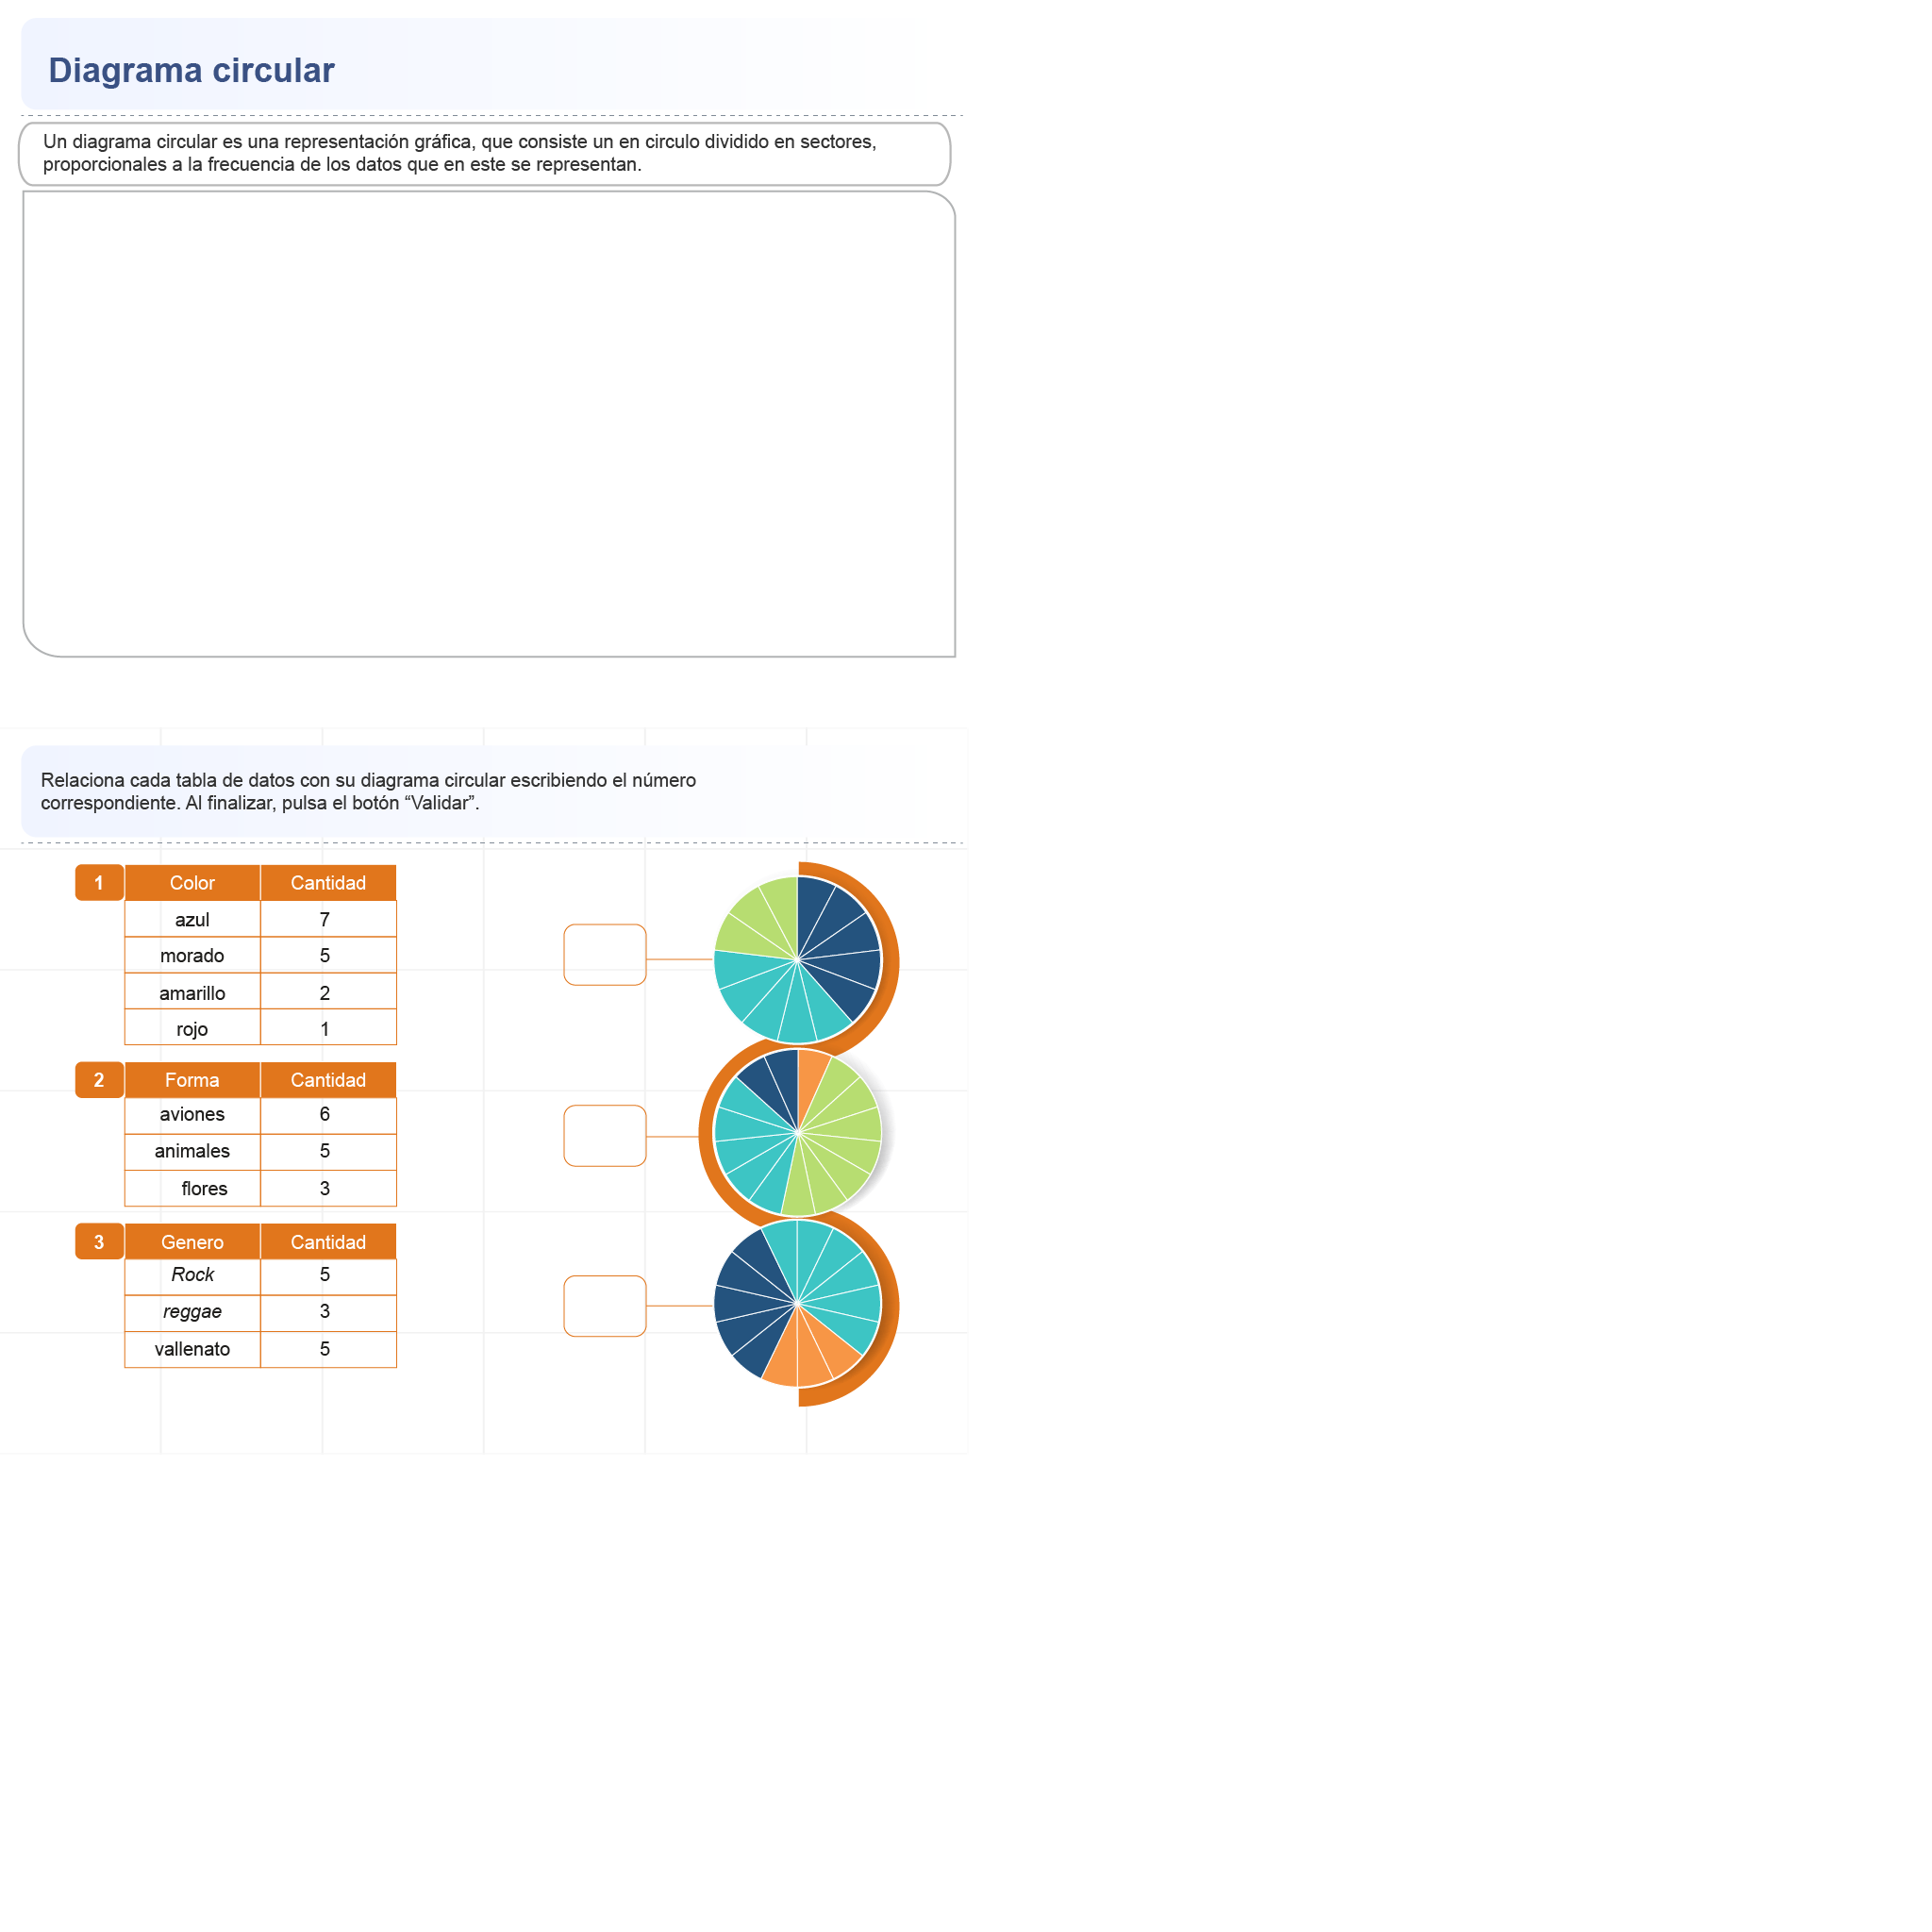 Diagrama circular
Un diagrama circular es una representación gráfica, que consiste un en circulo dividido en sectores,
proporcionales a la frecuencia de los datos que en este se representan.
Relaciona cada tabla de datos con su diagrama circular escribiendo el número
correspondiente. Al finalizar, pulsa el botón “Validar”.
1 Color Cantidad
azul 7
morado 5
amarillo 2
rojo 1
2 Forma Cantidad
aviones 6
animales 5
flores 3
3 Genero Cantidad
Rock 5
reggae 3
vallenato 5